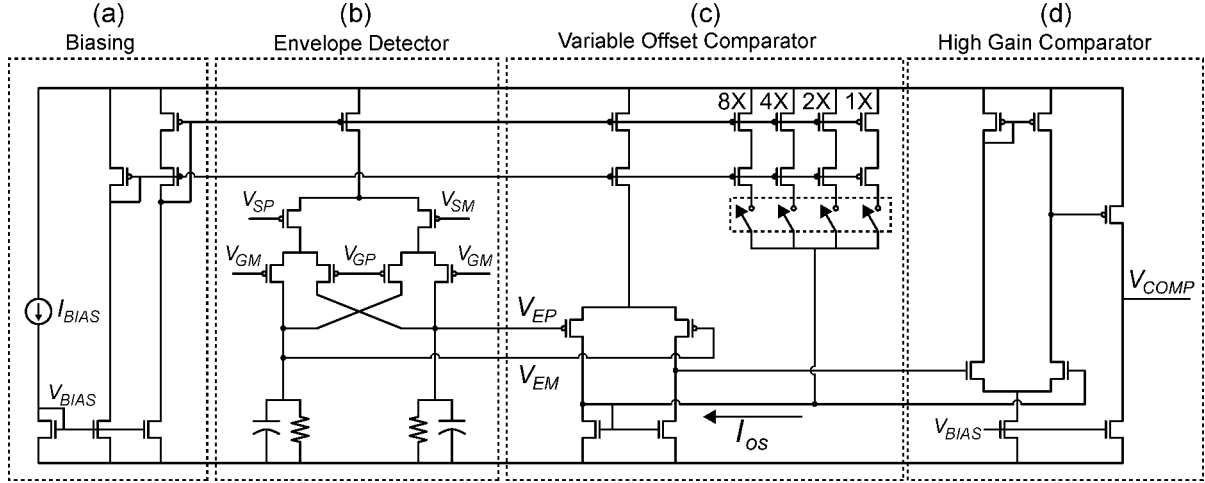 (a) (b) (c) (d)
Biasing Envelope Detector Variable Offset Comparator High Gain Comparator
8X 4X 2X 1X
V_SP V_SM
V_GM V_GP V_GM
I_BIAS V_EP V_COMP
V_EM
V_BIAS
I_OS V_BIAS